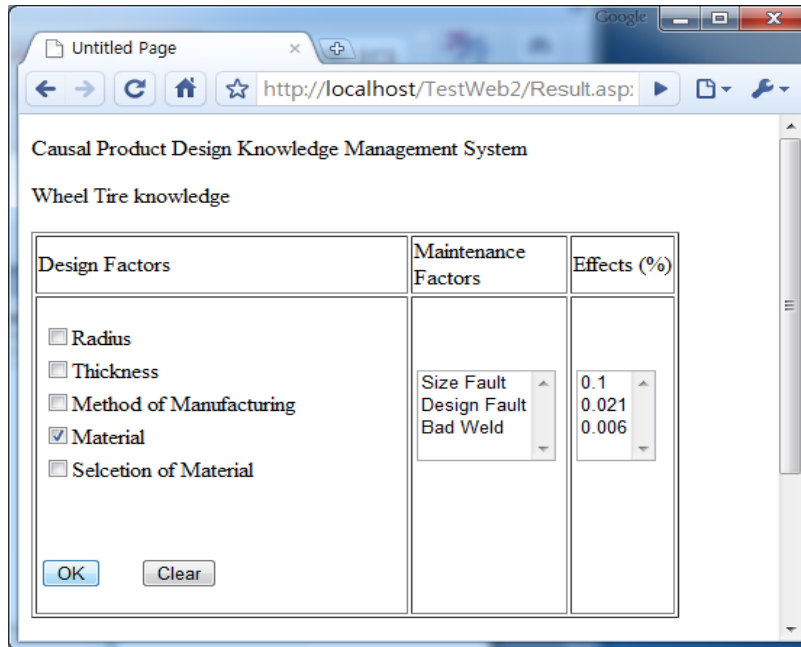 Google
Untitled Page
http://localhost/TestWeb2/Result.asp
Causal Product Design Knowledge Management System
Wheel Tire knowledge
Design Factors
Maintenance
Factors
Effects (%)
Radius
Thickness
Method of Manufacturing
Material
Selcetion of Material
Size Fault
Design Fault
Bad Weld
0.1
0.021
0.006
OK
Clear